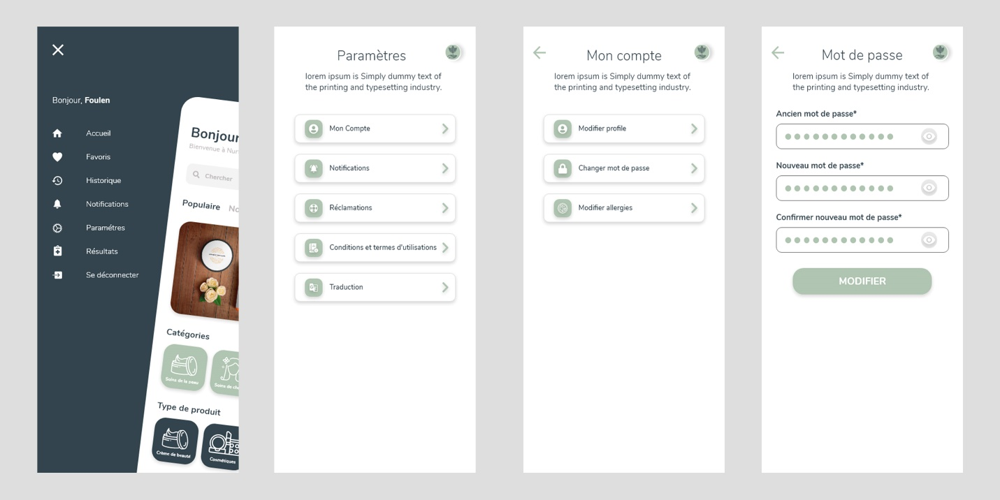 Bonjour, Foulen
Accueil
Favoris
Historique
Notifications
Paramétres
Résultats
Se déconnecter
Bonjour
Bienvenue à Nur
Chercher
Populaire No
Catégories
Soins de la peau
Soins de che
Type de produit
Crème de beauté
Cosmétiques
Paramètres
lorem ipsum is Simply dummy text of
the printing and typesetting industry.
Mon Compte
Notifications
Réclamations
Conditions et termes d'utilisations
Traduction
Mon compte
lorem ipsum is Simply dummy text of
the printing and typesetting industry.
Modifier profile
Changer mot de passe
Modifier allergies
Mot de passe
lorem ipsum is Simply dummy text of
the printing and typesetting industry.
Ancien mot de passe*
Nouveau mot de passe*
Confirmer nouveau mot de passe*
MODIFIER